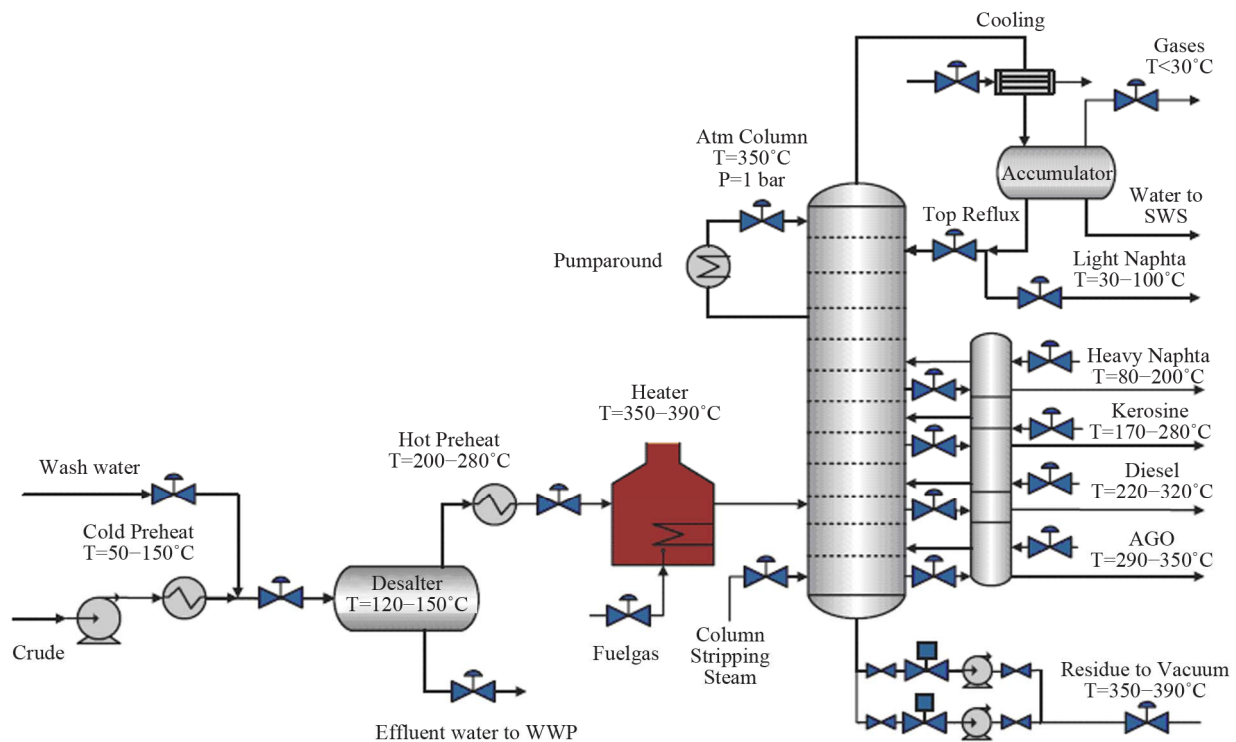 Cooling
Gases
T<30˚C
Atm Column
T=350˚C
P=1 bar
Accumulator
Water to
SWS
Top Reflux
Pumparound
Light Naphta
T=30−100˚C
Heavy Naphta
T=80−200˚C
Heater
T=350−390˚C
Kerosine
T=170−280˚C
Hot Preheat
T=200−280˚C
Wash water
Diesel
T=220−320˚C
Cold Preheat
T=50−150˚C
AGO
T=290−350˚C
Desalter
T=120−150˚C
Crude
Fuelgas
Column
Stripping
Steam
Residue to Vacuum
T=350−390˚C
Effluent water to WWP